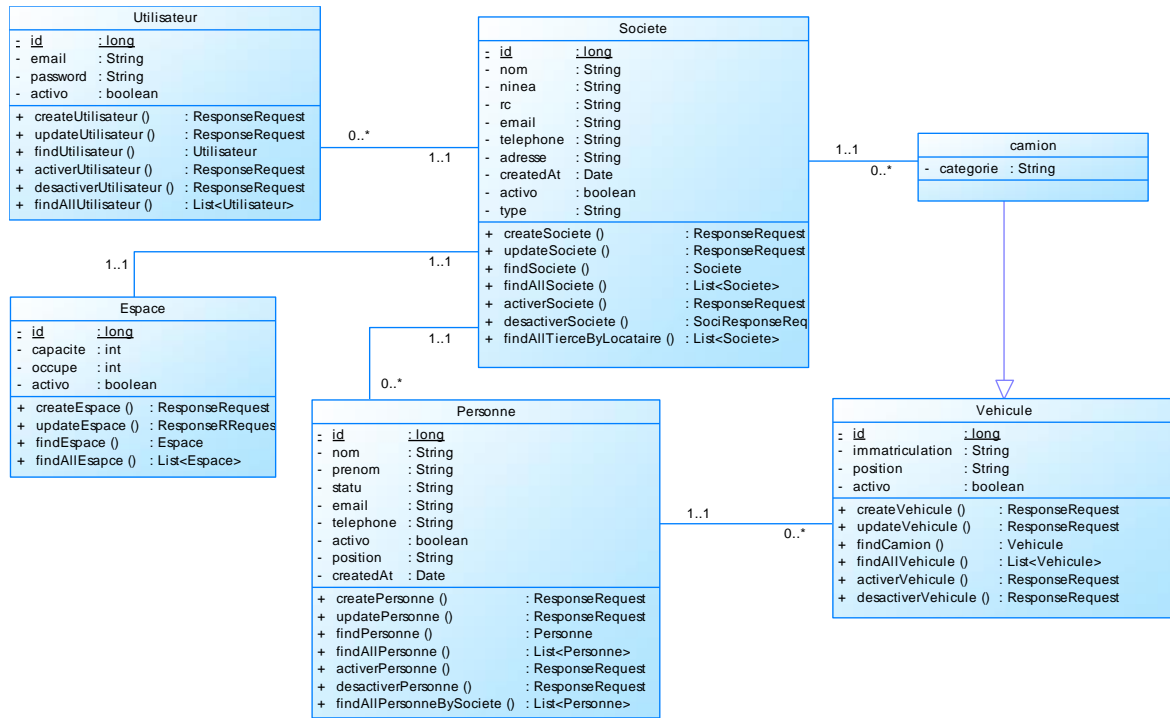 Utilisateur
- id : long
- email : String
- password : String
- activo : boolean
+ createUtilisateur () : ResponseRequest
+ updateUtilisateur () : ResponseRequest
+ findUtilisateur () : Utilisateur
+ activerUtilisateur () : ResponseRequest
+ desactiverUtilisateur () : ResponseRequest
+ findAllUtilisateur () : List<Utilisateur>
0..*
1..1
Societe
- id : long
- nom : String
- ninea : String
- rc : String
- email : String
- telephone : String
- adresse : String
- createdAt : Date
- activo : boolean
- type : String
+ createSociete () : ResponseRequest
+ updateSociete () : ResponseRequest
+ findSociete () : Societe
+ findAllSociete () : List<Societe>
+ activerSociete () : ResponseRequest
+ desactiverSociete () : SociResponseReq
+ findAllTierceByLocataire () : List<Societe>
1..1
0..*
camion
- categorie : String
1..1
1..1
Espace
- id : long
- capacite : int
- occupe : int
- activo : boolean
+ createEspace () : ResponseRequest
+ updateEspace () : ResponseRReques
+ findEspace () : Espace
+ findAllEsapce () : List<Espace>
1..1
0..*
Personne
- id : long
- nom : String
- prenom : String
- statu : String
- email : String
- telephone : String
- activo : boolean
- position : String
- createdAt : Date
+ createPersonne () : ResponseRequest
+ updatePersonne () : ResponseRequest
+ findPersonne () : Personne
+ findAllPersonne () : List<Personne>
+ activerPersonne () : ResponseRequest
+ desactiverPersonne () : ResponseRequest
+ findAllPersonneBySociete () : List<Personne>
1..1
0..*
Vehicule
- id : long
- immatriculation : String
- position : String
- activo : boolean
+ createVehicule () : ResponseRequest
+ updateVehicule () : ResponseRequest
+ findCamion () : Vehicule
+ findAllVehicule () : List<Vehicule>
+ activerVehicule () : ResponseRequest
+ desactiverVehicule () : ResponseRequest